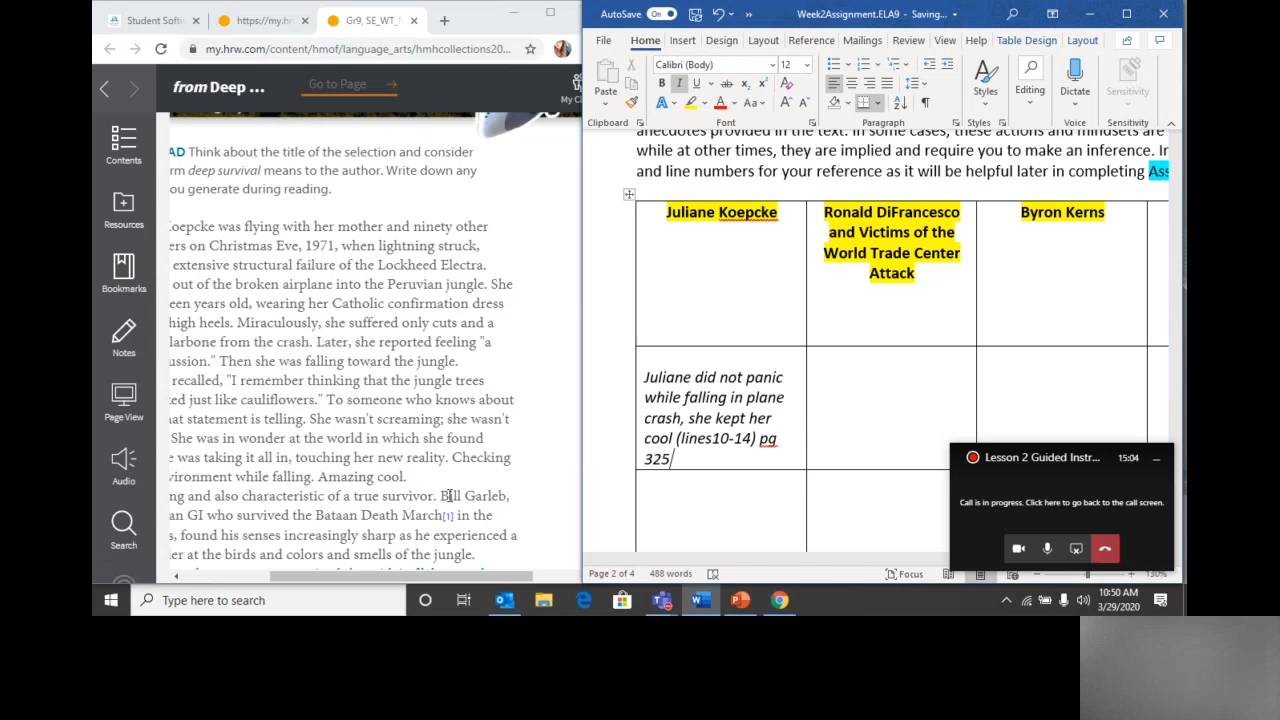 Student Softw
https://my.hr
Gr9, SE_WT_N
my.hrw.com/content/hmof/language_arts/hmhcollections20...
from Deep ...
Go to Page
My Cl
Contents
Resources
Bookmarks
Notes
Page View
Audio
Search
AD Think about the title of the selection and consider
rm deep survival means to the author. Write down any
ou generate during reading.
Koepcke was flying with her mother and ninety other
ers on Christmas Eve, 1971, when lightning struck,
extensive structural failure of the Lockheed Electra.
out of the broken airplane into the Peruvian jungle. She
een years old, wearing her Catholic confirmation dress
high heels. Miraculously, she suffered only cuts and a
larbone from the crash. Later, she reported feeling "a
ussion." Then she was falling toward the jungle.
recalled, "I remember thinking that the jungle trees
ked just like cauliflowers." To someone who knows about
hat statement is telling. She wasn't screaming; she wasn't
She was in wonder at the world in which she found
e was taking it all in, touching her new reality. Checking
vironment while falling. Amazing cool.
ng and also characteristic of a true survivor. Bill Garleb,
an GI who survived the Bataan Death March[1] in the
s, found his senses increasingly sharp as he experienced a
er at the birds and colors and smells of the jungle.
AutoSave On
Week2Assignment.ELA9 - Saving...
File Home Insert Design Layout Reference Mailings Review View Help Table Design Layout
Calibri (Body) 12
Paste
Styles
Editing
Dictate
Sensitivity
Clipboard Font Paragraph Styles Voice Sensitivity
anecdotes provided in the text. In some cases, these actions and mindsets are
while at other times, they are implied and require you to make an inference. In
and line numbers for your reference as it will be helpful later in completing Ass
Juliane Koepcke
Ronald DiFrancesco
and Victims of the
World Trade Center
Attack
Byron Kerns
Juliane did not panic
while falling in plane
crash, she kept her
cool (lines10-14) pg
325
Lesson 2 Guided Instr... 15:04
Call is in progress. Click here to go back to the call screen.
Page 2 of 4 488 words Focus 130%
Type here to search
10:50 AM
3/29/2020